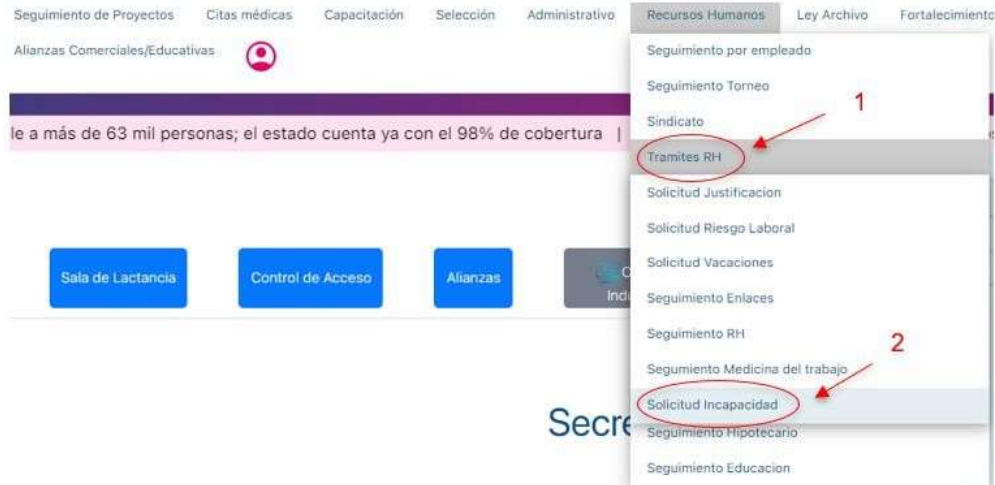 Seguimiento de Proyectos Citas médicas Capacitación Selección Administrativo Recursos Humanos Ley Archivo Fortalecimiento
Alianzas Comerciales/Educativas
Seguimiento por empleado
Seguimiento Torneo
1
Sindicato
le a más de 63 mil personas; el estado cuenta ya con el 98% de cobertura |
Tramites RH
Solicitud Justificacion
Solicitud Riesgo Laboral
Sala de Lactancia Control de Acceso Alianzas
Solicitud Vacaciones
Seguimiento Enlaces
Seguimiento RH
2
Segumiento Medicina del trabajo
Solicitud Incapacidad
Secre
Seguimiento Hipotecario
Seguimiento Educacion